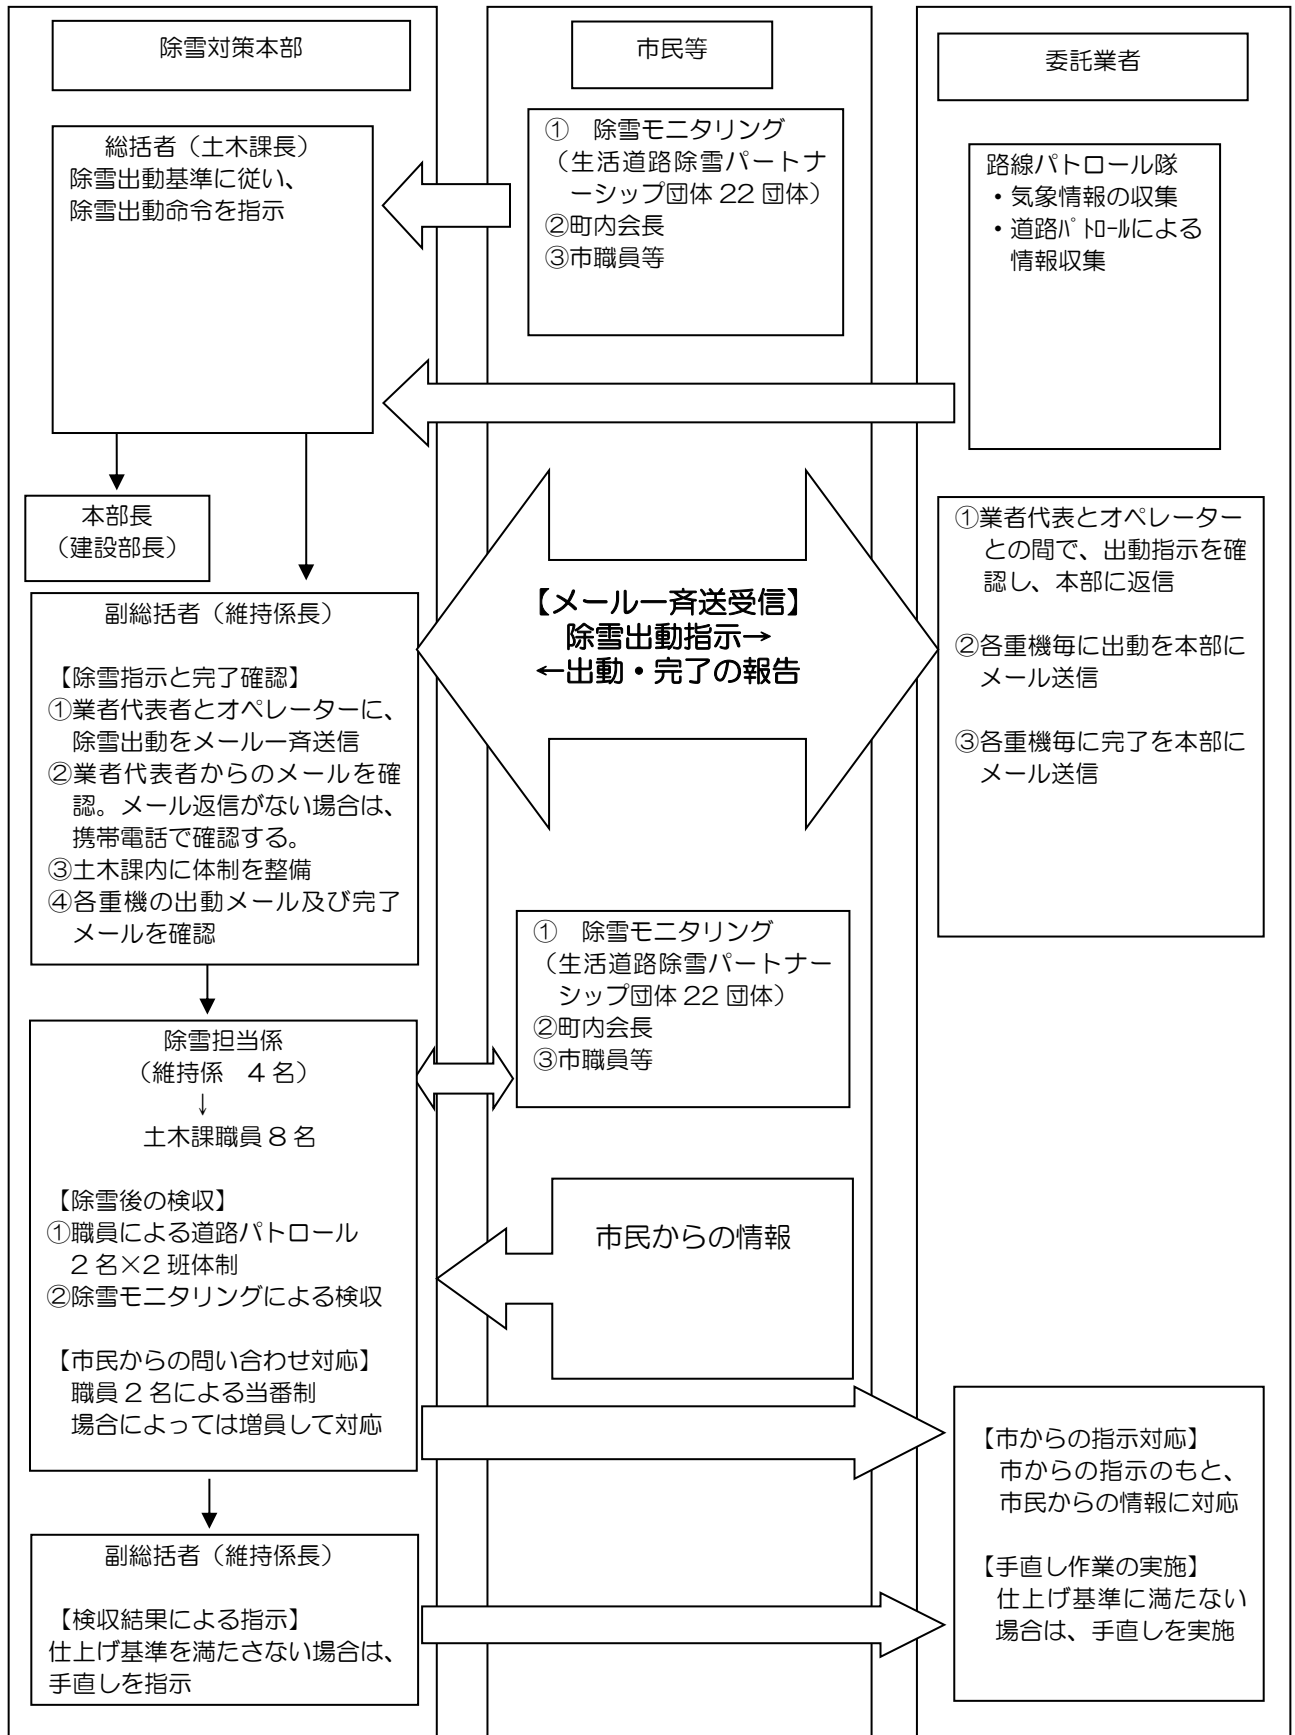 除雪対策本部
市民等
委託業者
総括者（土木課長）
除雪出動基準に従い、
除雪出動命令を指示
①　除雪モニタリング
（生活道路除雪パートナ
ーシップ団体 22 団体）
②町内会長
③市職員等
路線パトロール隊
・気象情報の収集
・道路ﾊﾟﾄﾛｰﾙによる
情報収集
本部長
（建設部長）
副総括者（維持係長）
【除雪指示と完了確認】
①業者代表者とオペレーターに、
除雪出動をメール一斉送信
②業者代表者からのメールを確
認。メール返信がない場合は、
携帯電話で確認する。
③土木課内に体制を整備
④各重機の出動メール及び完了
メールを確認
【メール一斉送受信】
除雪出動指示→
←出動・完了の報告
①業者代表とオペレーター
との間で、出動指示を確
認し、本部に返信
②各重機毎に出動を本部に
メール送信
③各重機毎に完了を本部に
メール送信
除雪担当係
（維持係　4 名）
↓
土木課職員 8 名
【除雪後の検収】
①職員による道路パトロール
2 名×2 班体制
②除雪モニタリングによる検収
【市民からの問い合わせ対応】
職員 2 名による当番制
場合によっては増員して対応
①　除雪モニタリング
（生活道路除雪パートナー
シップ団体 22 団体）
②町内会長
③市職員等
市民からの情報
【市からの指示対応】
市からの指示のもと、
市民からの情報に対応
【手直し作業の実施】
仕上げ基準に満たない
場合は、手直しを実施
副総括者（維持係長）
【検収結果による指示】
仕上げ基準を満たさない場合は、
手直しを指示